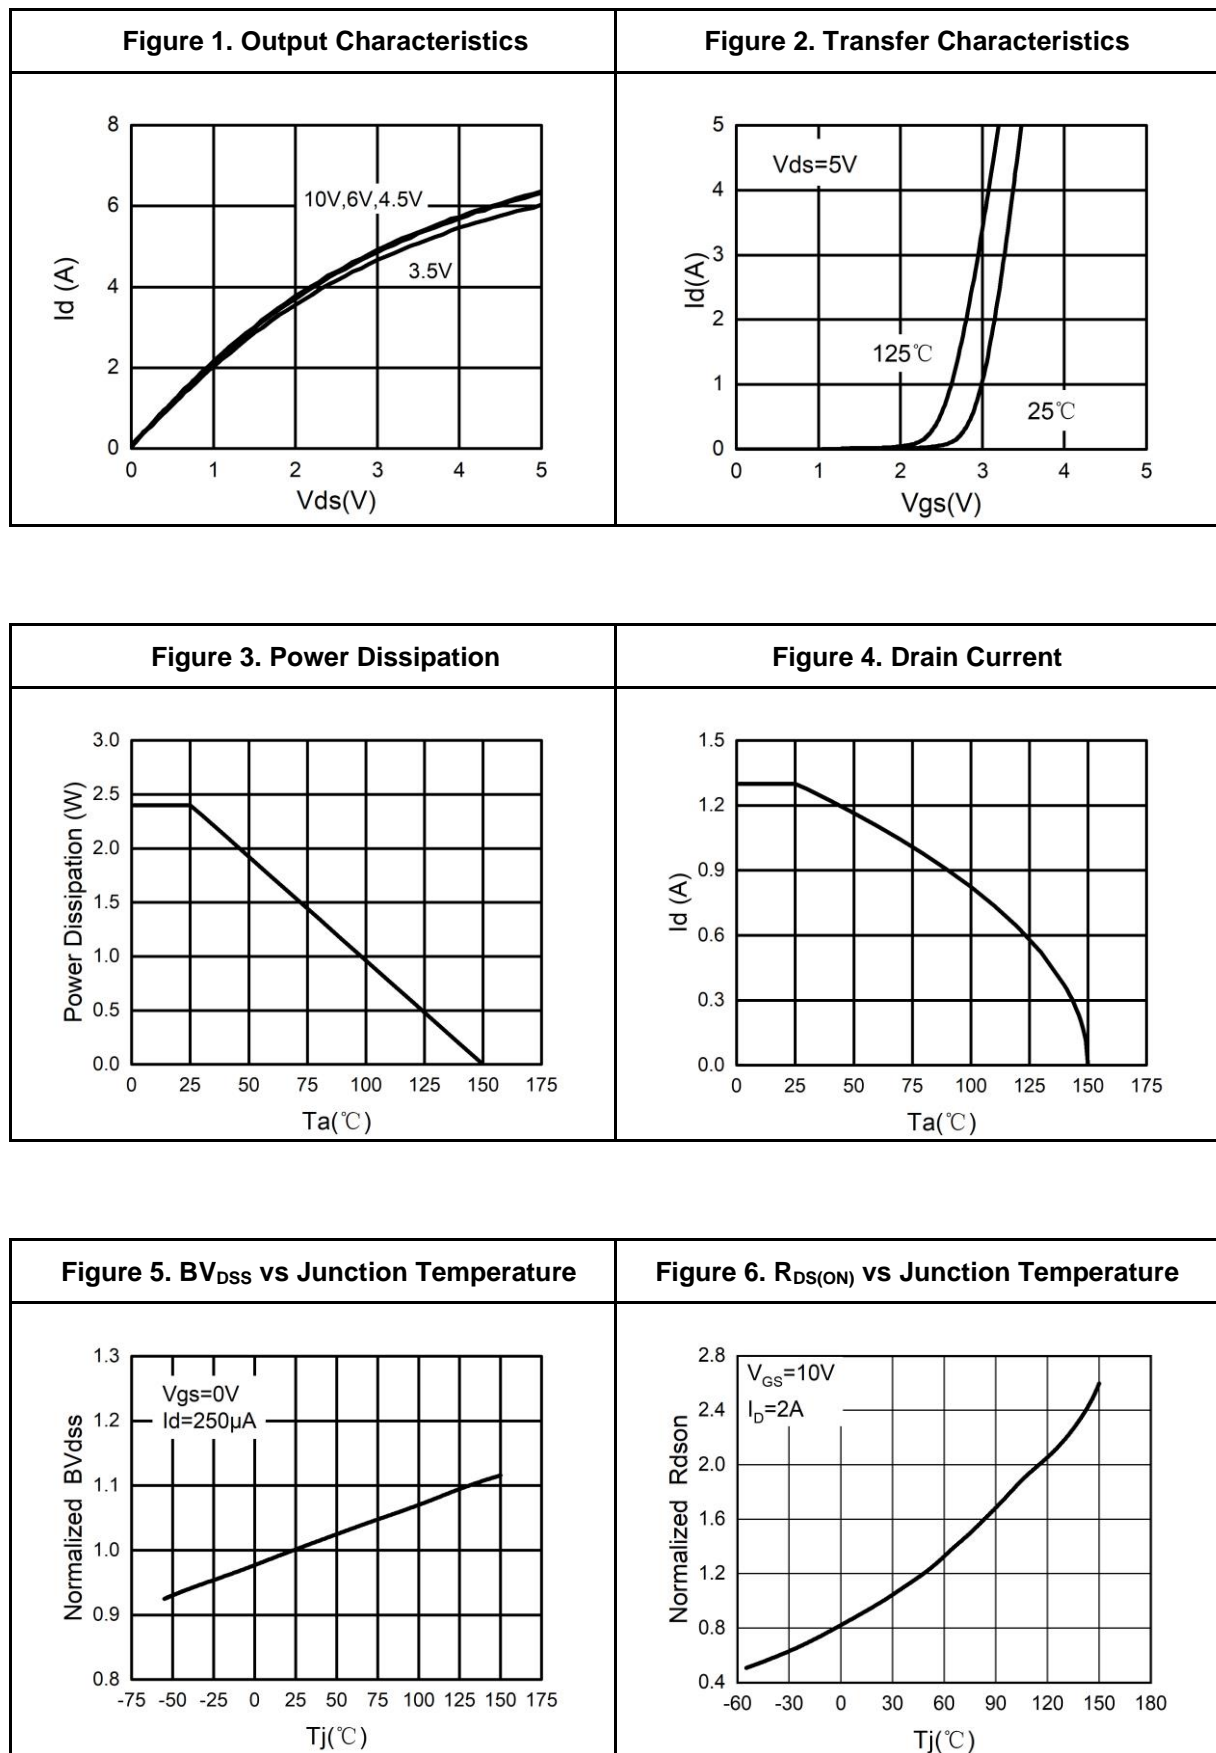 Figure 1. Output Characteristics
Figure 2. Transfer Characteristics
8
6
4
2
0
0 1 2 3 4 5
Id (A)
Vds(V)
10V,6V,4.5V
3.5V
5
4
3
2
1
0
0 1 2 3 4 5
Id(A)
Vgs(V)
Vds=5V
125℃
25℃
Figure 3. Power Dissipation
Figure 4. Drain Current
3.0
2.5
2.0
1.5
1.0
0.5
0.0
0 25 50 75 100 125 150 175
Power Dissipation (W)
Ta(℃)
1.5
1.2
0.9
0.6
0.3
0.0
0 25 50 75 100 125 150 175
Id (A)
Ta(℃)
Figure 5. BVDSS vs Junction Temperature
Figure 6. RDS(ON) vs Junction Temperature
1.3
1.2
1.1
1.0
0.9
0.8
-75 -50 -25 0 25 50 75 100 125 150 175
Normalized BVdss
Tj(℃)
Vgs=0V
Id=250µA
2.8
2.4
2.0
1.6
1.2
0.8
0.4
-60 -30 0 30 60 90 120 150 180
Normalized Rdson
Tj(℃)
VGS=10V
ID=2A